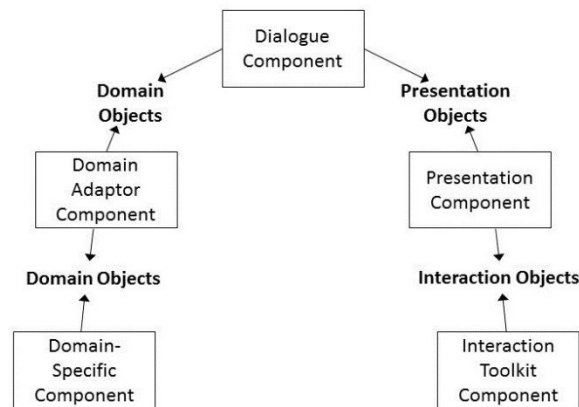 Dialogue
Component
Domain
Objects
Presentation
Objects
Domain
Adaptor
Component
Presentation
Component
Domain Objects
Interaction Objects
Domain-
Specific
Component
Interaction
Toolkit
Component